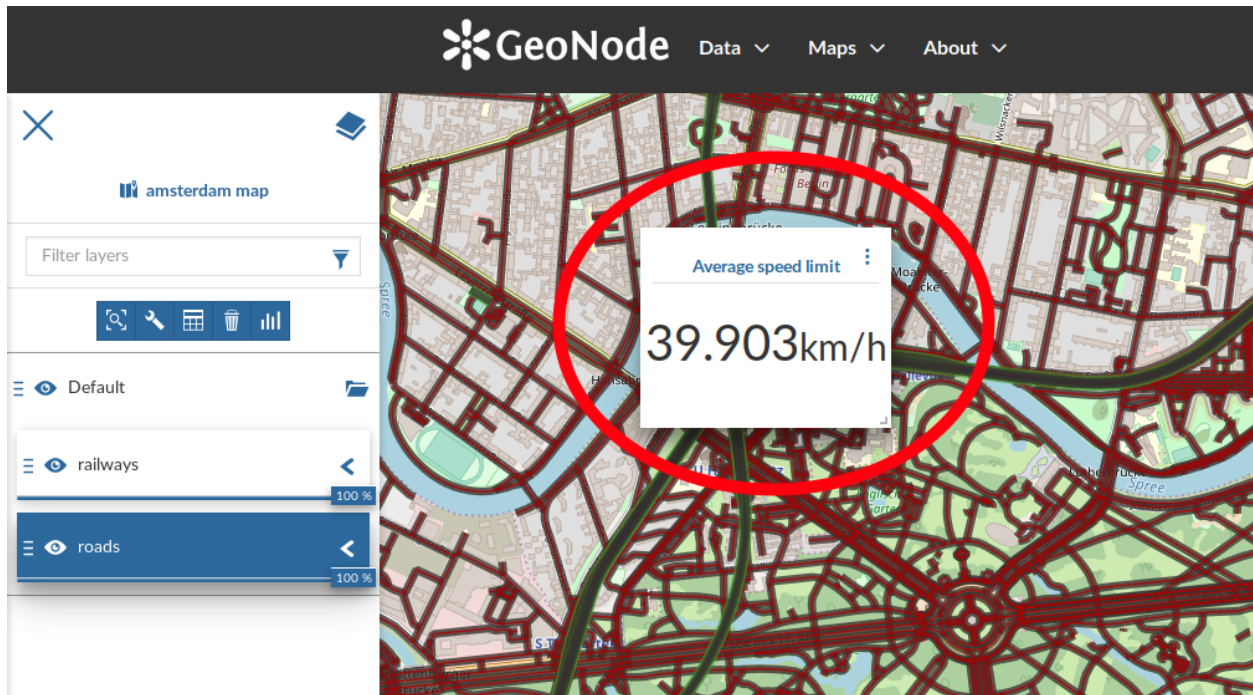 GeoNode Data Maps About
amsterdam map
Filter layers
Default
railways
100 %
roads
100 %
Average speed limit
39.903km/h
Spree
Berlin
Spree